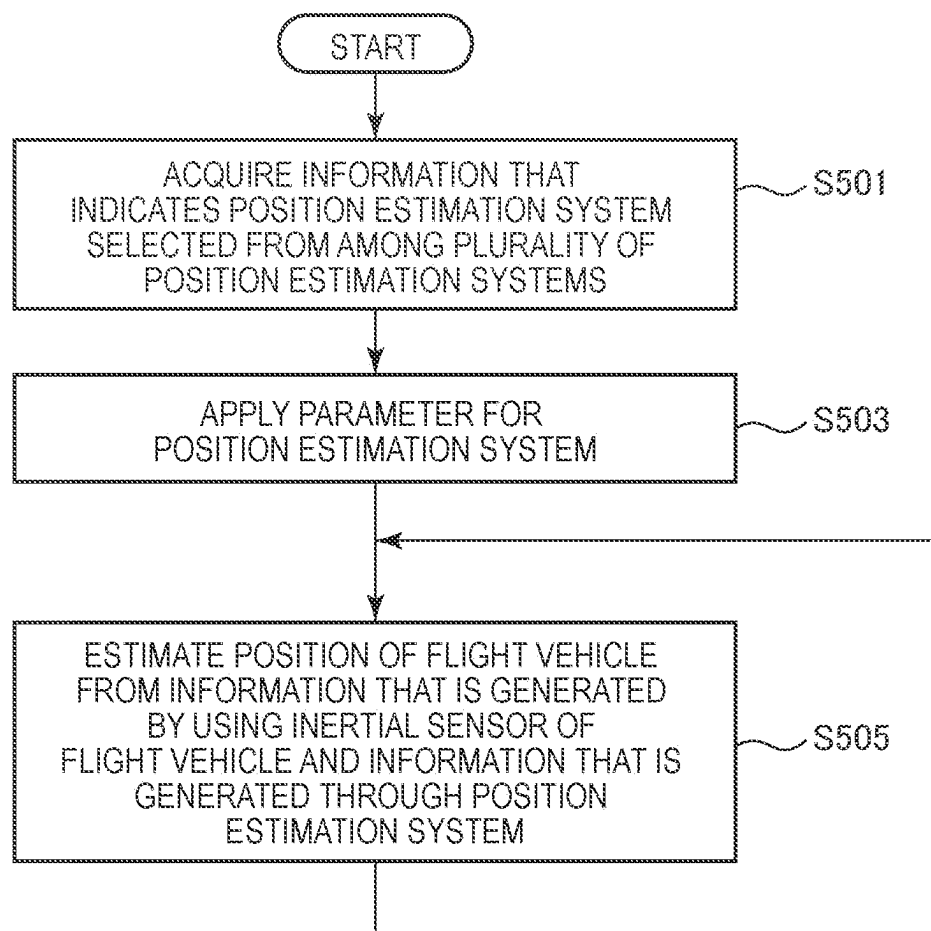 START
ACQUIRE INFORMATION THAT
INDICATES POSITION ESTIMATION SYSTEM
SELECTED FROM AMONG PLURALITY OF
POSITION ESTIMATION SYSTEMS
S501
APPLY PARAMETER FOR
POSITION ESTIMATION SYSTEM
S503
ESTIMATE POSITION OF FLIGHT VEHICLE
FROM INFORMATION THAT IS GENERATED
BY USING INERTIAL SENSOR OF
FLIGHT VEHICLE AND INFORMATION THAT IS
GENERATED THROUGH POSITION
ESTIMATION SYSTEM
S505